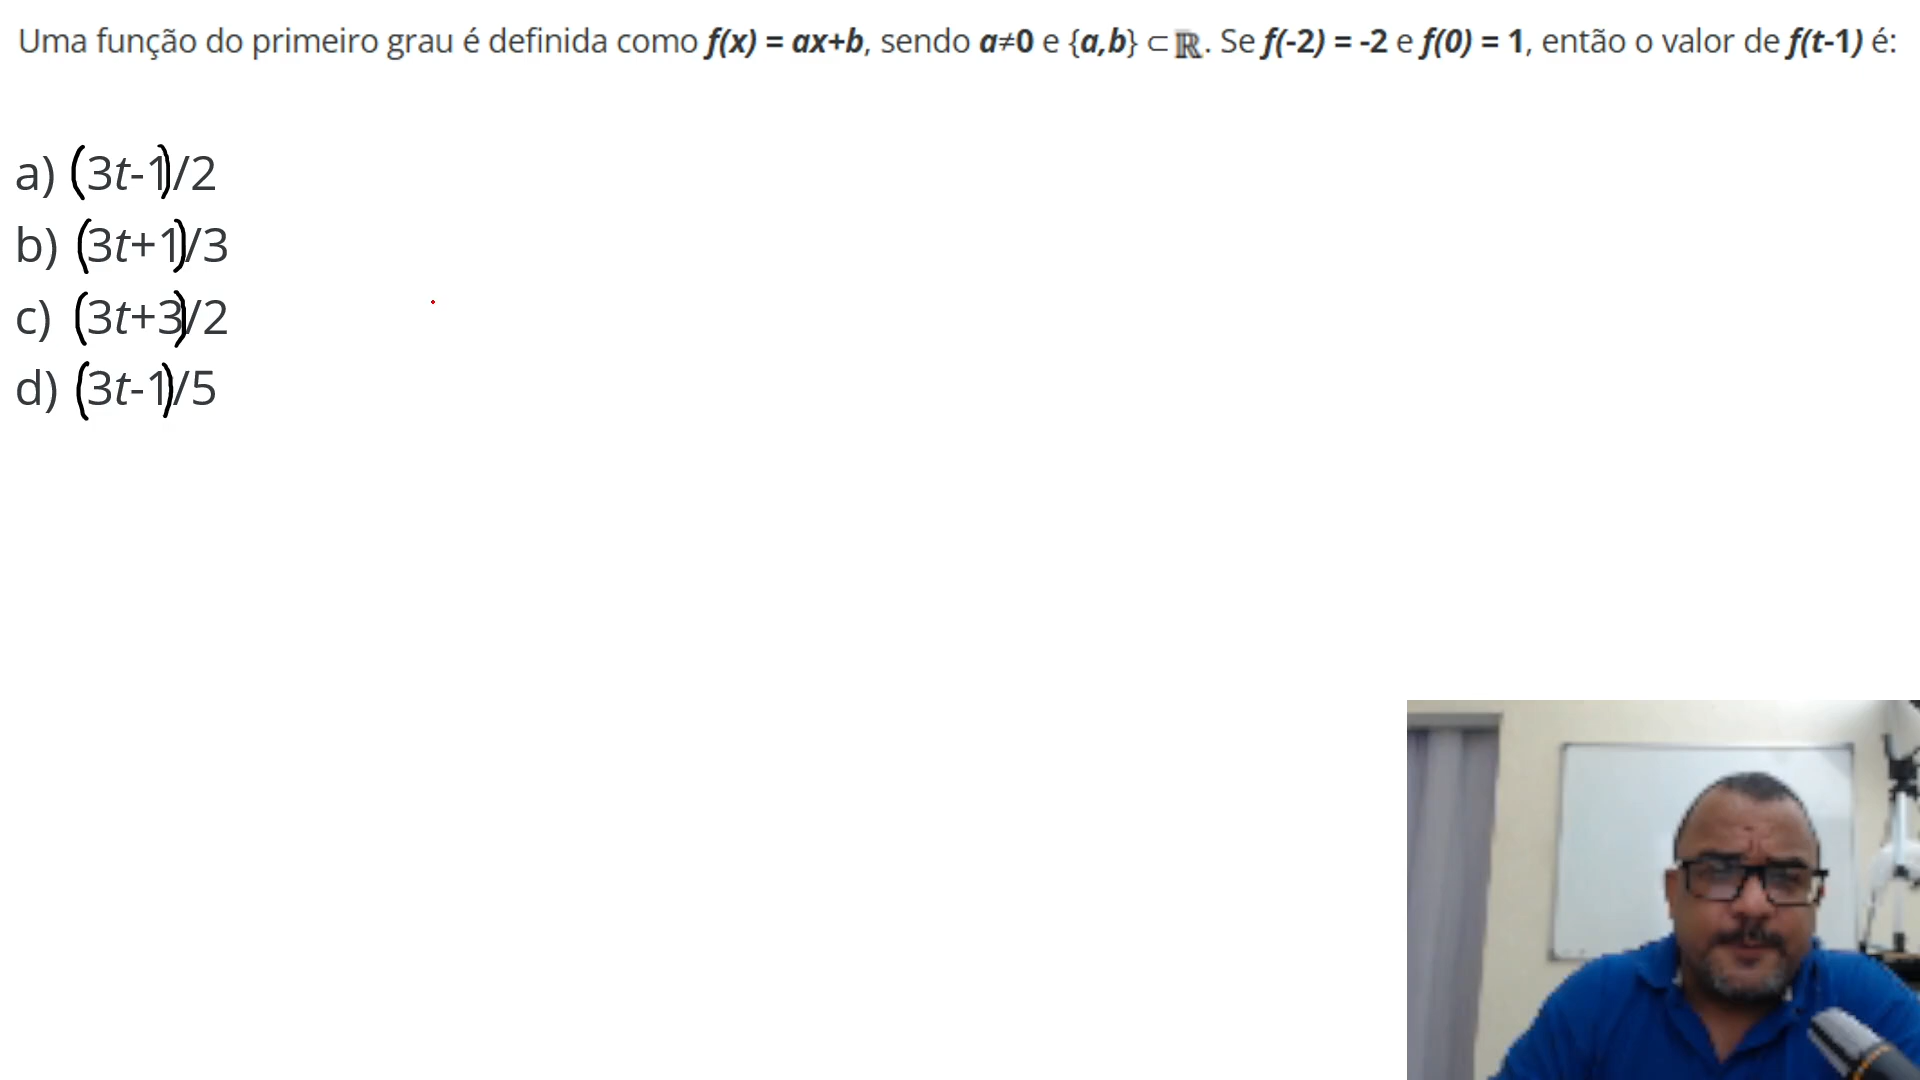 Uma função do primeiro grau é definida como f(x) = ax+b, sendo a≠0 e {a,b} ⊂ ℝ. Se f(-2) = -2 e f(0) = 1, então o valor de f(t-1) é:
a) (3t-1)/2
b) (3t+1)/3
c) (3t+3)/2
d) (3t-1)/5